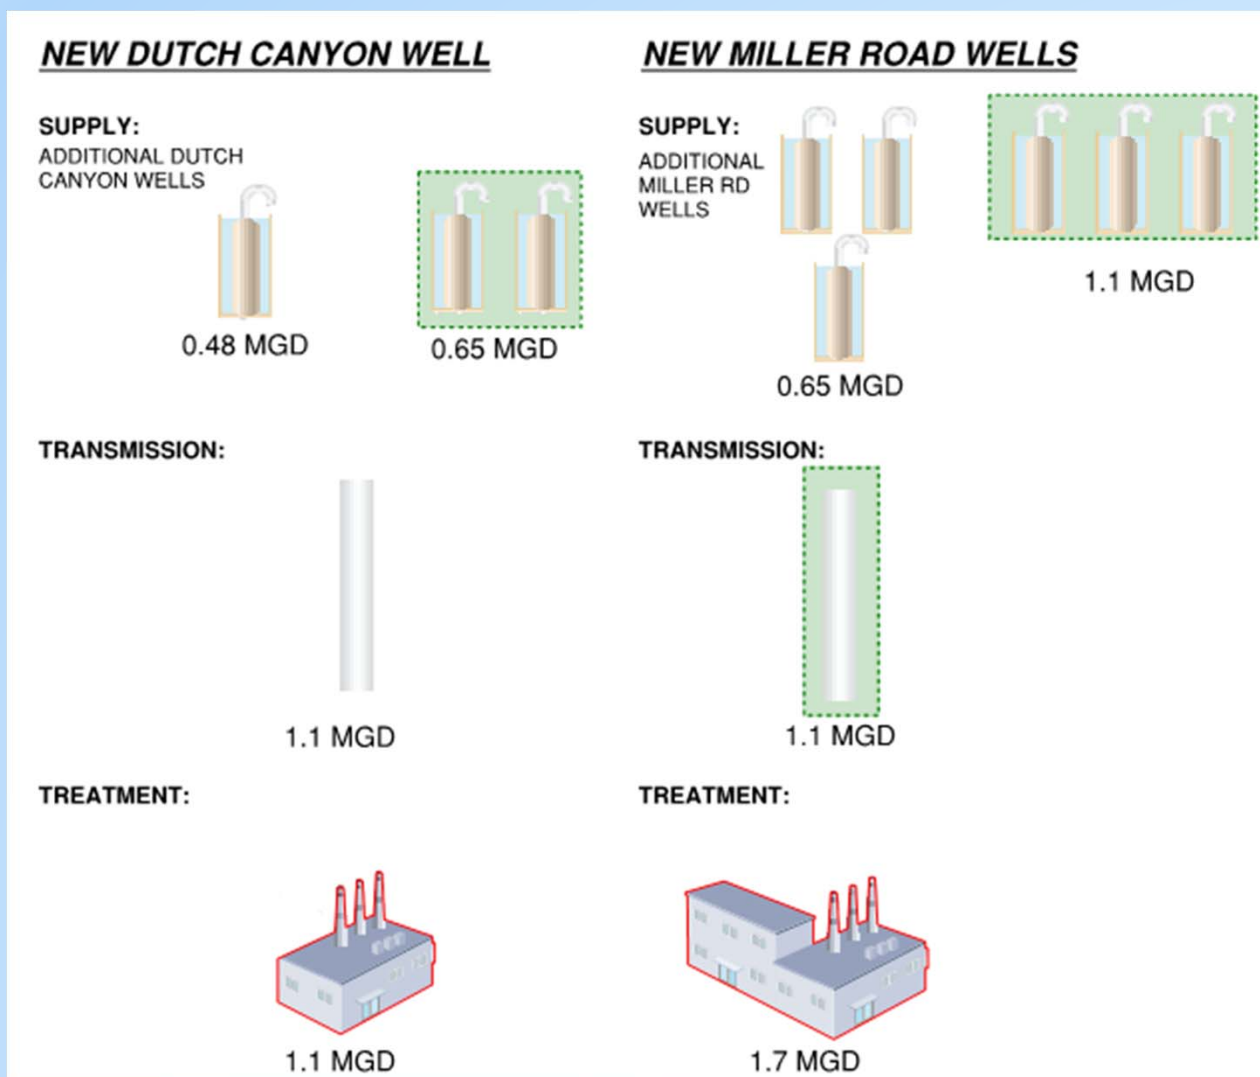 NEW DUTCH CANYON WELL
SUPPLY:
ADDITIONAL DUTCH
CANYON WELLS
0.48 MGD
0.65 MGD
TRANSMISSION:
1.1 MGD
TREATMENT:
1.1 MGD
NEW MILLER ROAD WELLS
SUPPLY:
ADDITIONAL
MILLER RD
WELLS
0.65 MGD
1.1 MGD
TRANSMISSION:
1.1 MGD
TREATMENT:
1.7 MGD